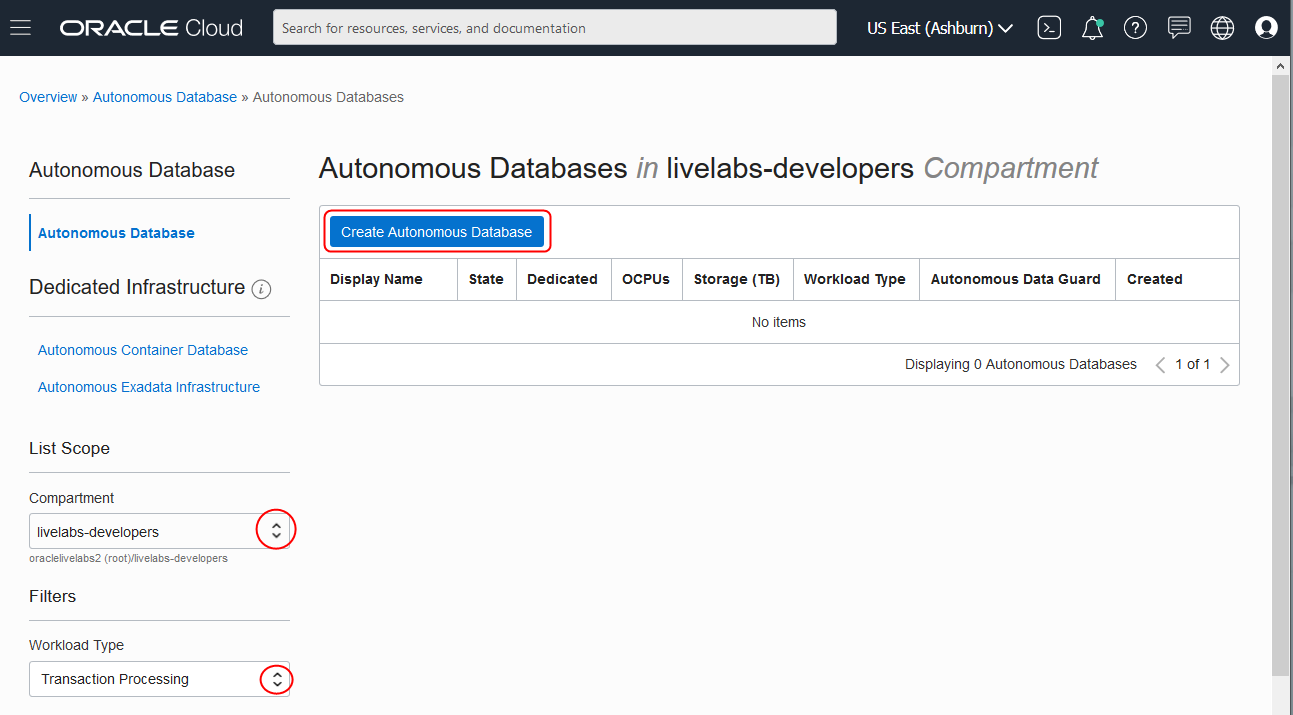 ORACLE Cloud
Search for resources, services, and documentation
US East (Ashburn)
Overview » Autonomous Database » Autonomous Databases
Autonomous Database
Autonomous Database
Dedicated Infrastructure
Autonomous Container Database
Autonomous Exadata Infrastructure
List Scope
Compartment
livelabs-developers
oraclelivelabs2 (root)/livelabs-developers
Filters
Workload Type
Transaction Processing
Autonomous Databases in livelabs-developers Compartment
Create Autonomous Database
Display Name State Dedicated OCPUs Storage (TB) Workload Type Autonomous Data Guard Created
No items
Displaying 0 Autonomous Databases 1 of 1